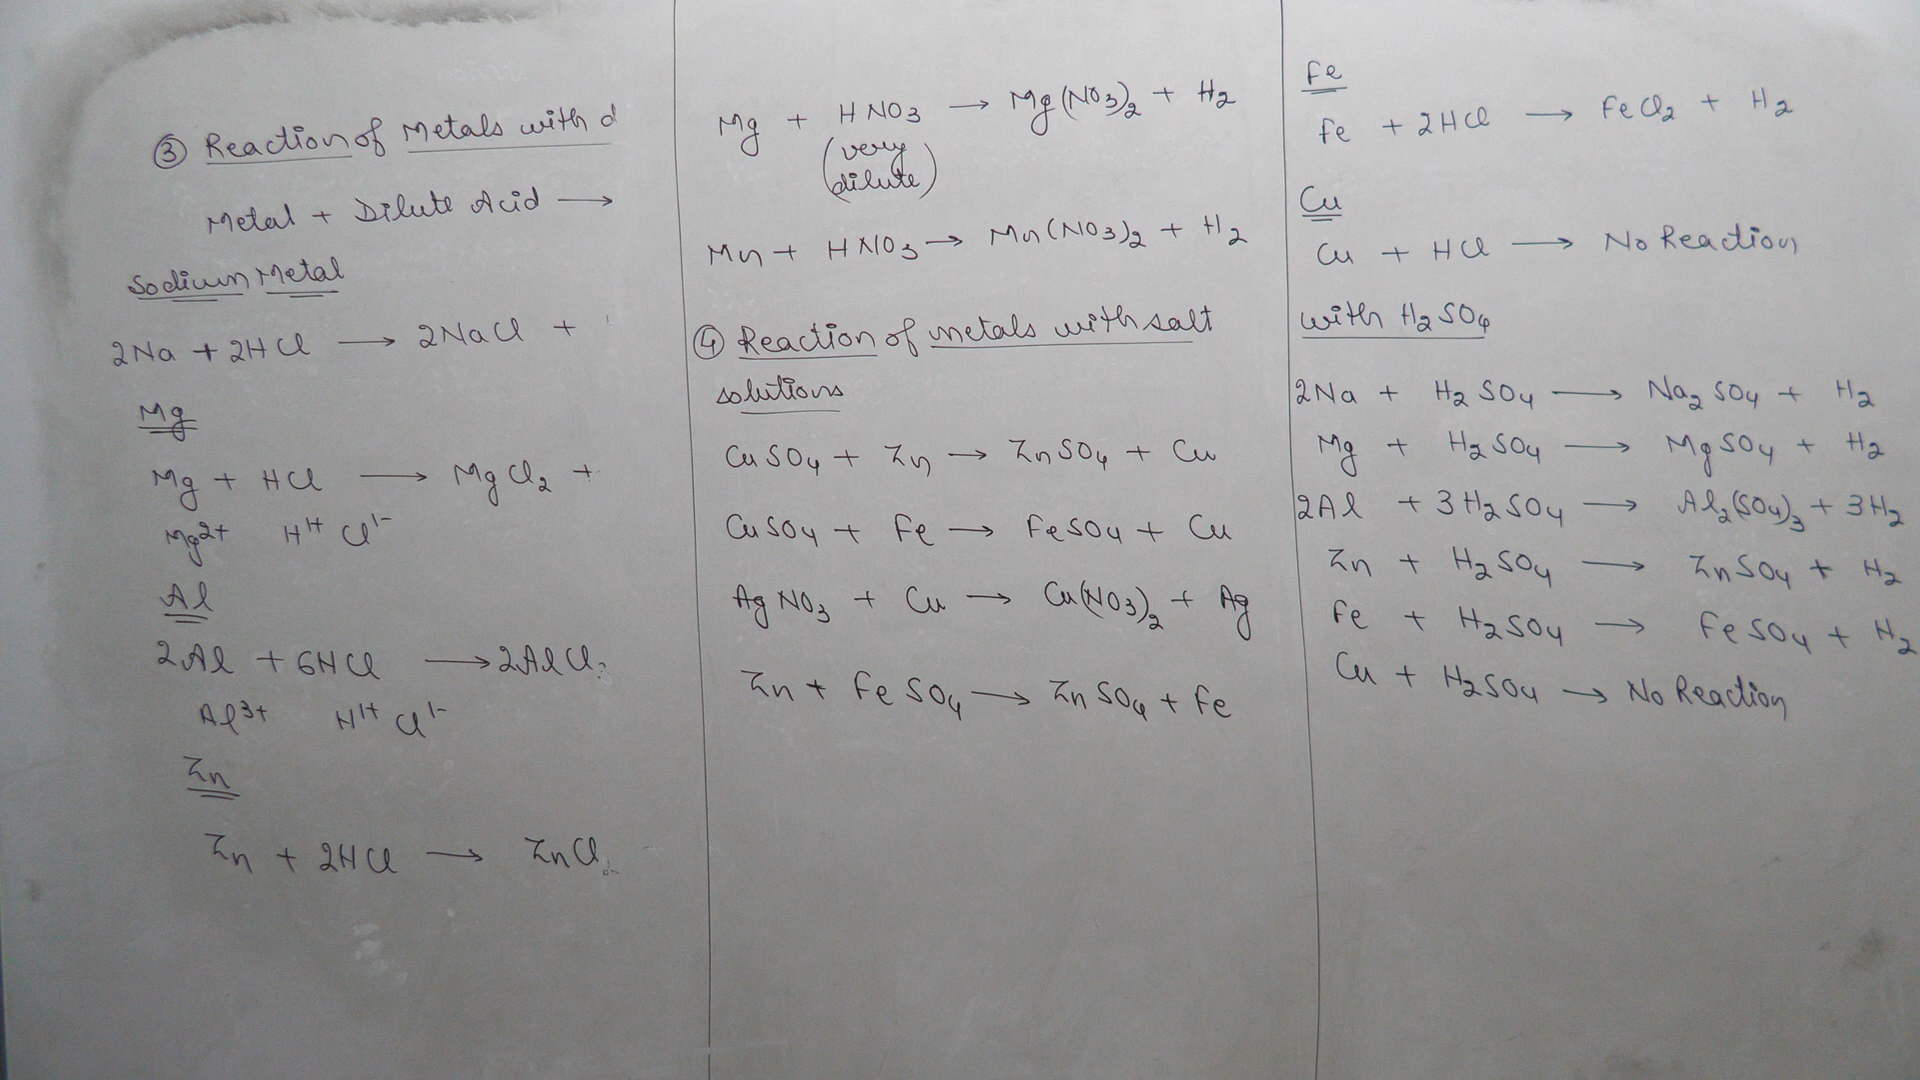 ③ Reaction of Metals with d
Metal + Dilute Acid →
Sodium Metal
2Na + 2HCl → 2NaCl +
Mg
Mg + HCl → MgCl2 +
Mg2+ H1+ Cl1-
Al
2Al + 6HCl → 2AlCl
Al3+ H1+ Cl1-
Zn
Zn + 2HCl → ZnCl
Mg + HNO3 → Mg(NO3)2 + H2
(very
dilute)
Mn + HNO3 → Mn(NO3)2 + H2
④ Reaction of metals with salt
solutions
CuSO4 + Zn → ZnSO4 + Cu
CuSO4 + Fe → FeSO4 + Cu
AgNO3 + Cu → Cu(NO3)2 + Ag
Zn + FeSO4 → ZnSO4 + Fe
Fe
Fe + 2HCl → FeCl2 + H2
Cu
Cu + HCl → No Reaction
with H2SO4
2Na + H2SO4 → Na2SO4 + H2
Mg + H2SO4 → MgSO4 + H2
2Al + 3H2SO4 → Al2(SO4)3 + 3H2
Zn + H2SO4 → ZnSO4 + H2
Fe + H2SO4 → FeSO4 + H2
Cu + H2SO4 → No Reaction